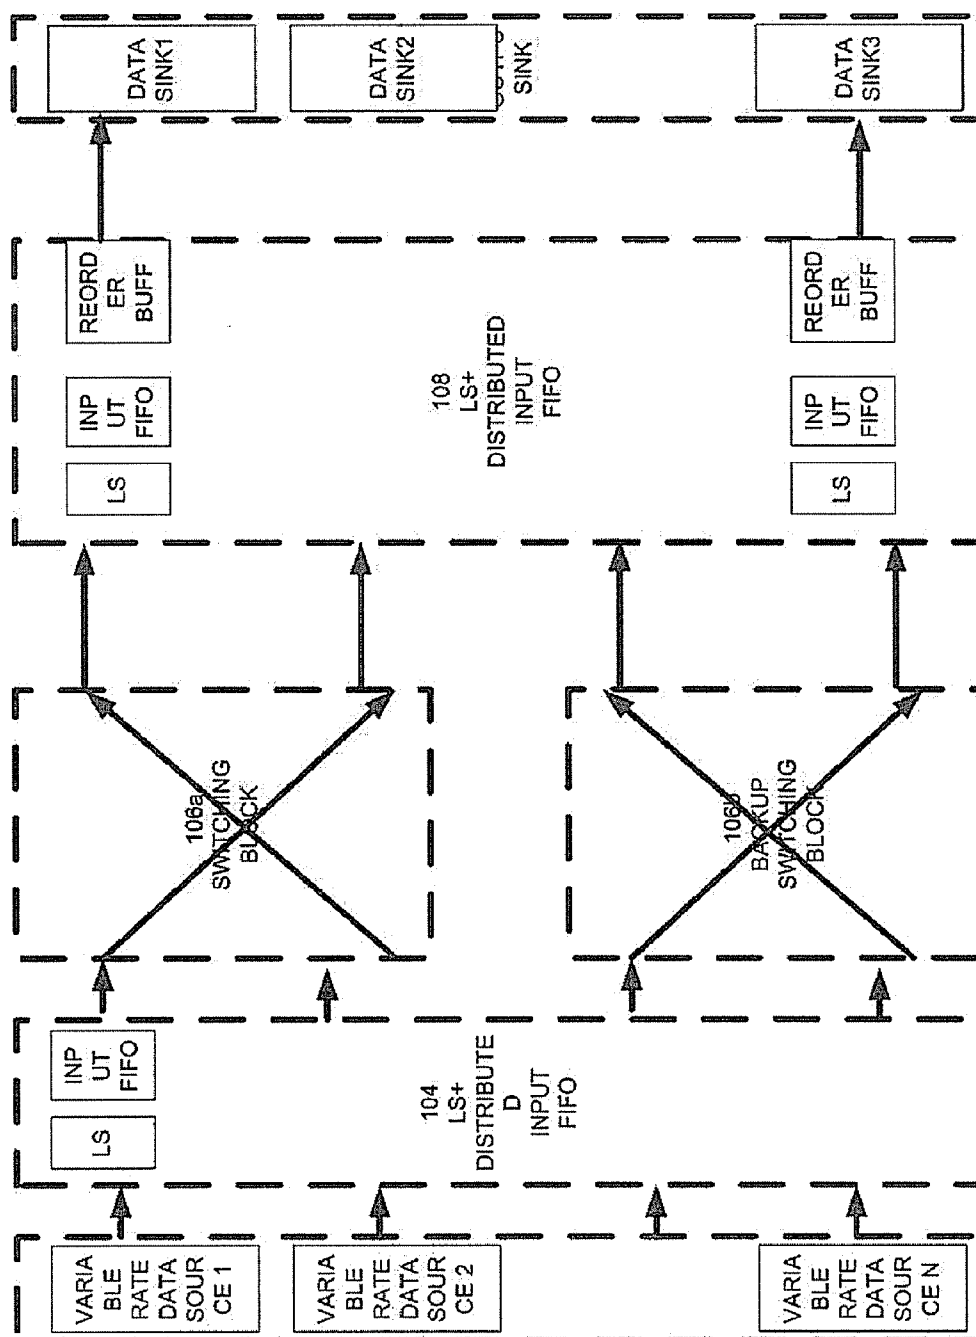 VARIA
BLE
RATE
DATA
SOUR
CE 1
VARIA
BLE
RATE
DATA
SOUR
CE 2
VARIA
BLE
RATE
DATA
SOUR
CE N
LS
INP
UT
FIFO
104
LS+
DISTRIBUTE
D
INPUT
FIFO
106a
SWITCHING
BLOCK
106b
BACKUP
SWITCHING
BLOCK
LS
INP
UT
FIFO
REORD
ER
BUFF
108
LS+
DISTRIBUTED
INPUT
FIFO
LS
INP
UT
FIFO
REORD
ER
BUFF
DATA
SINK1
DATA
SINK2
SINK
DATA
SINK3